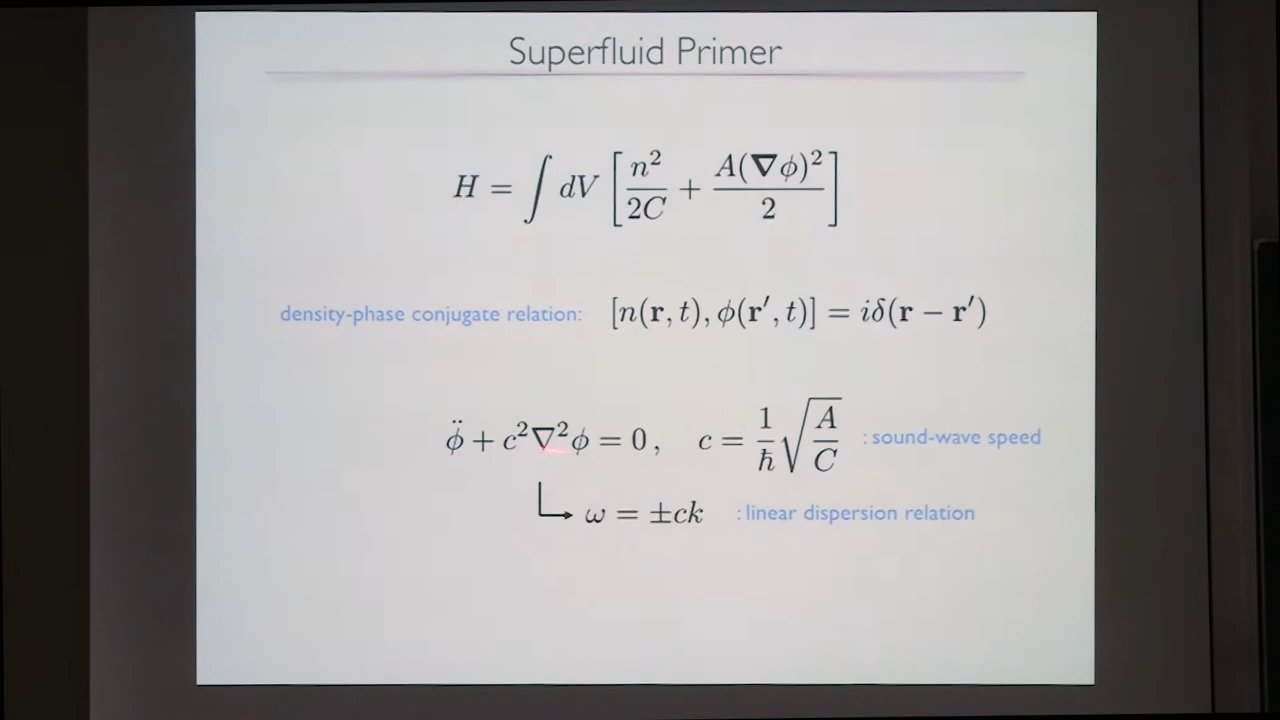 Superfluid Primer
H = ∫ dV [ n²/2C + A(∇ϕ)²/2 ]
density-phase conjugate relation: [n(r, t), ϕ(r′, t)] = iδ(r − r′)
ϕ̈ + c²∇²ϕ = 0 , c = 1/ħ √(A/C) : sound-wave speed
↳ ω = ±ck : linear dispersion relation